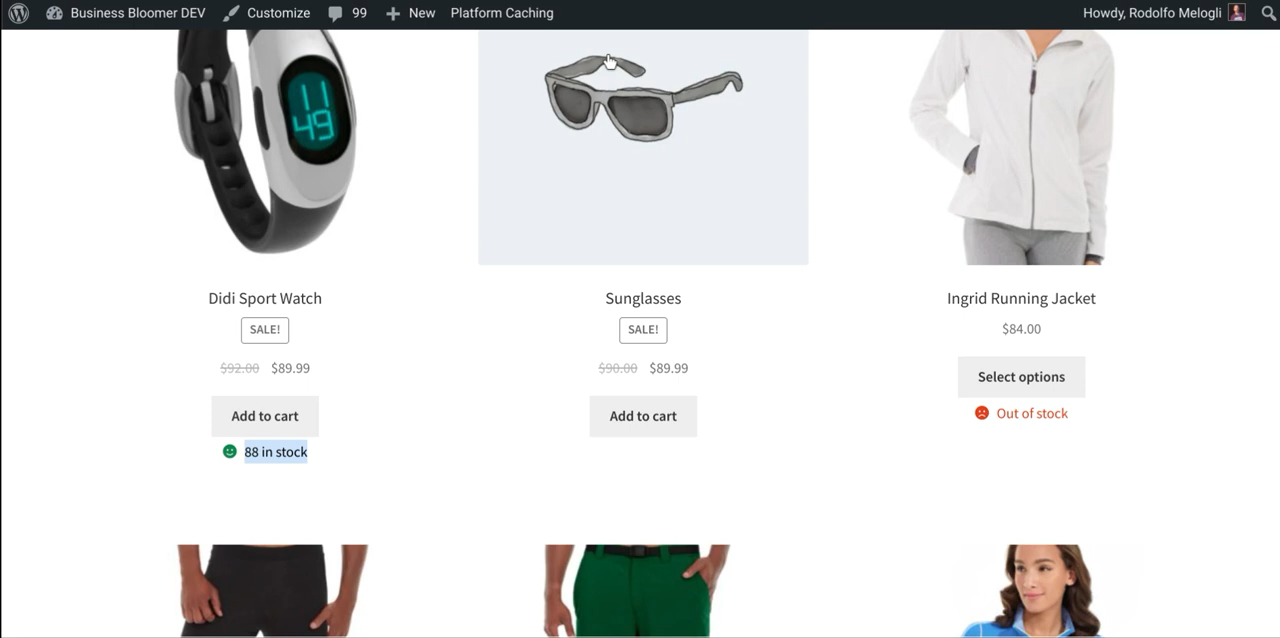 Business Bloomer DEV Customize 99 New Platform Caching Howdy, Rodolfo Melogli
11
49
Didi Sport Watch
SALE!
$92.00 $89.99
Add to cart
88 in stock
Sunglasses
SALE!
$90.00 $89.99
Add to cart
Ingrid Running Jacket
$84.00
Select options
Out of stock